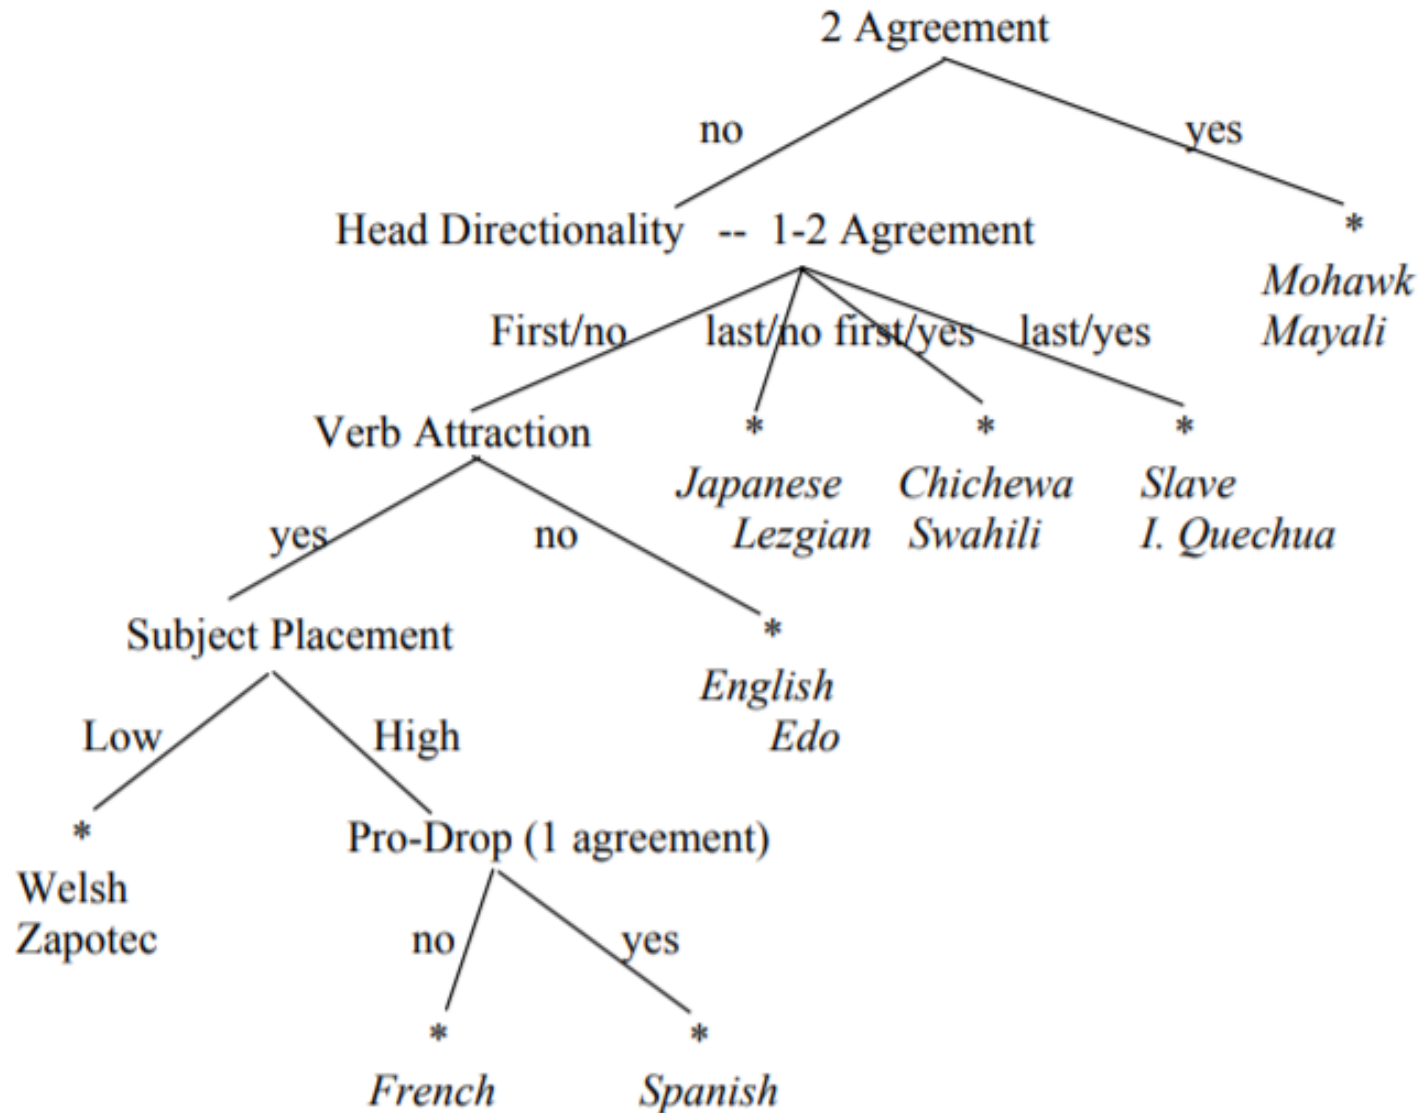 2 Agreement
no yes
Head Directionality -- 1-2 Agreement *
Mohawk
First/no last/no first/yes last/yes Mayali
Verb Attraction * * *
Japanese Chichewa Slave
yes no Lezgian Swahili I. Quechua
Subject Placement *
English
Low High Edo
* Pro-Drop (1 agreement)
Welsh
Zapotec no yes
* *
French Spanish